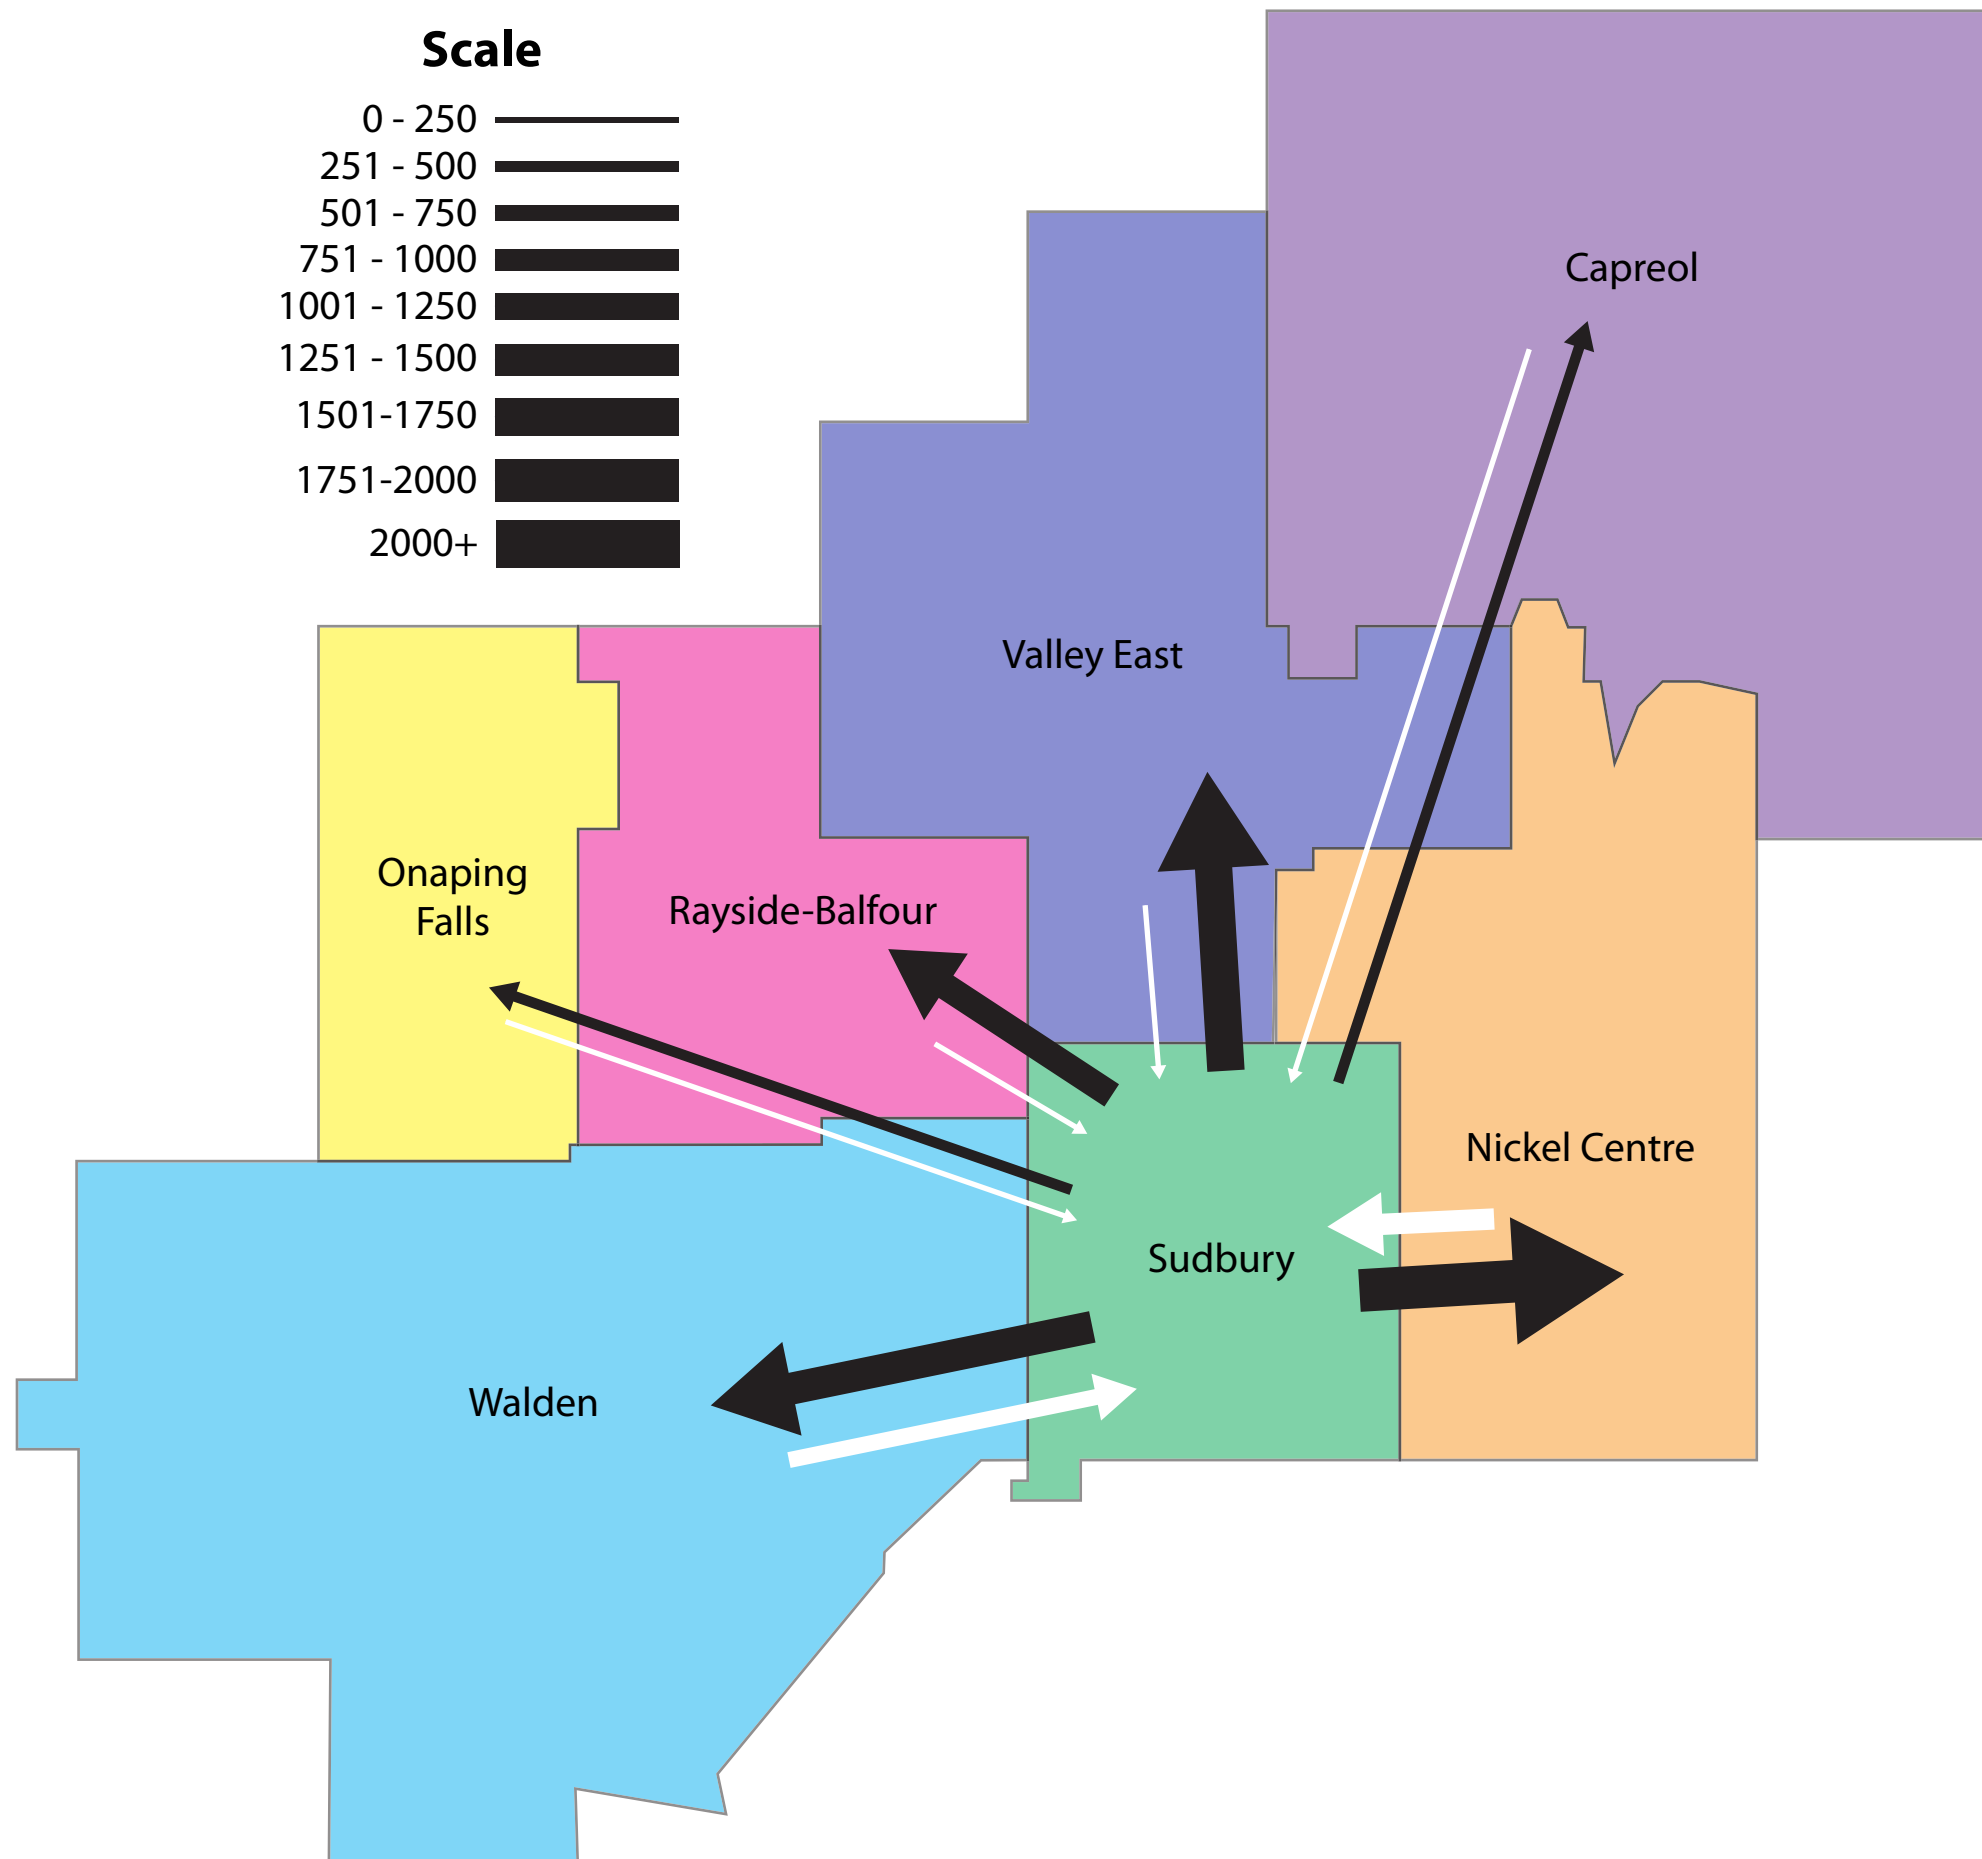 Scale
0 - 250
251 - 500
501 - 750
751 - 1000
1001 - 1250
1251 - 1500
1501-1750
1751-2000
2000+
Capreol
Valley East
Onaping
Falls
Rayside-Balfour
Nickel Centre
Sudbury
Walden